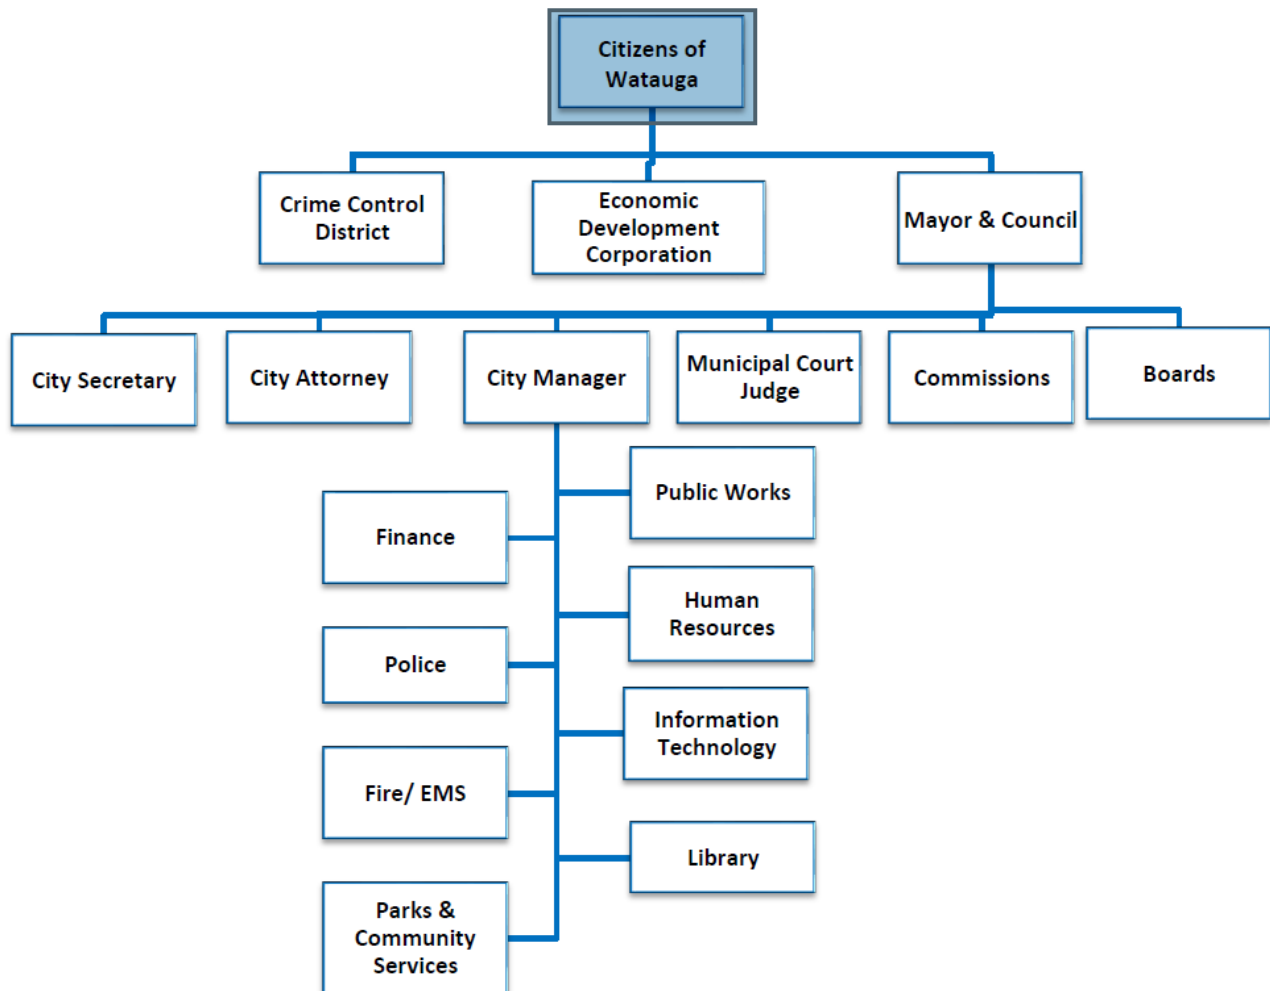 Citizens of
Watauga
Crime Control
District
Economic
Development
Corporation
Mayor & Council
City Secretary
City Attorney
City Manager
Municipal Court
Judge
Commissions
Boards
Public Works
Finance
Human
Resources
Police
Information
Technology
Fire/ EMS
Library
Parks &
Community
Services